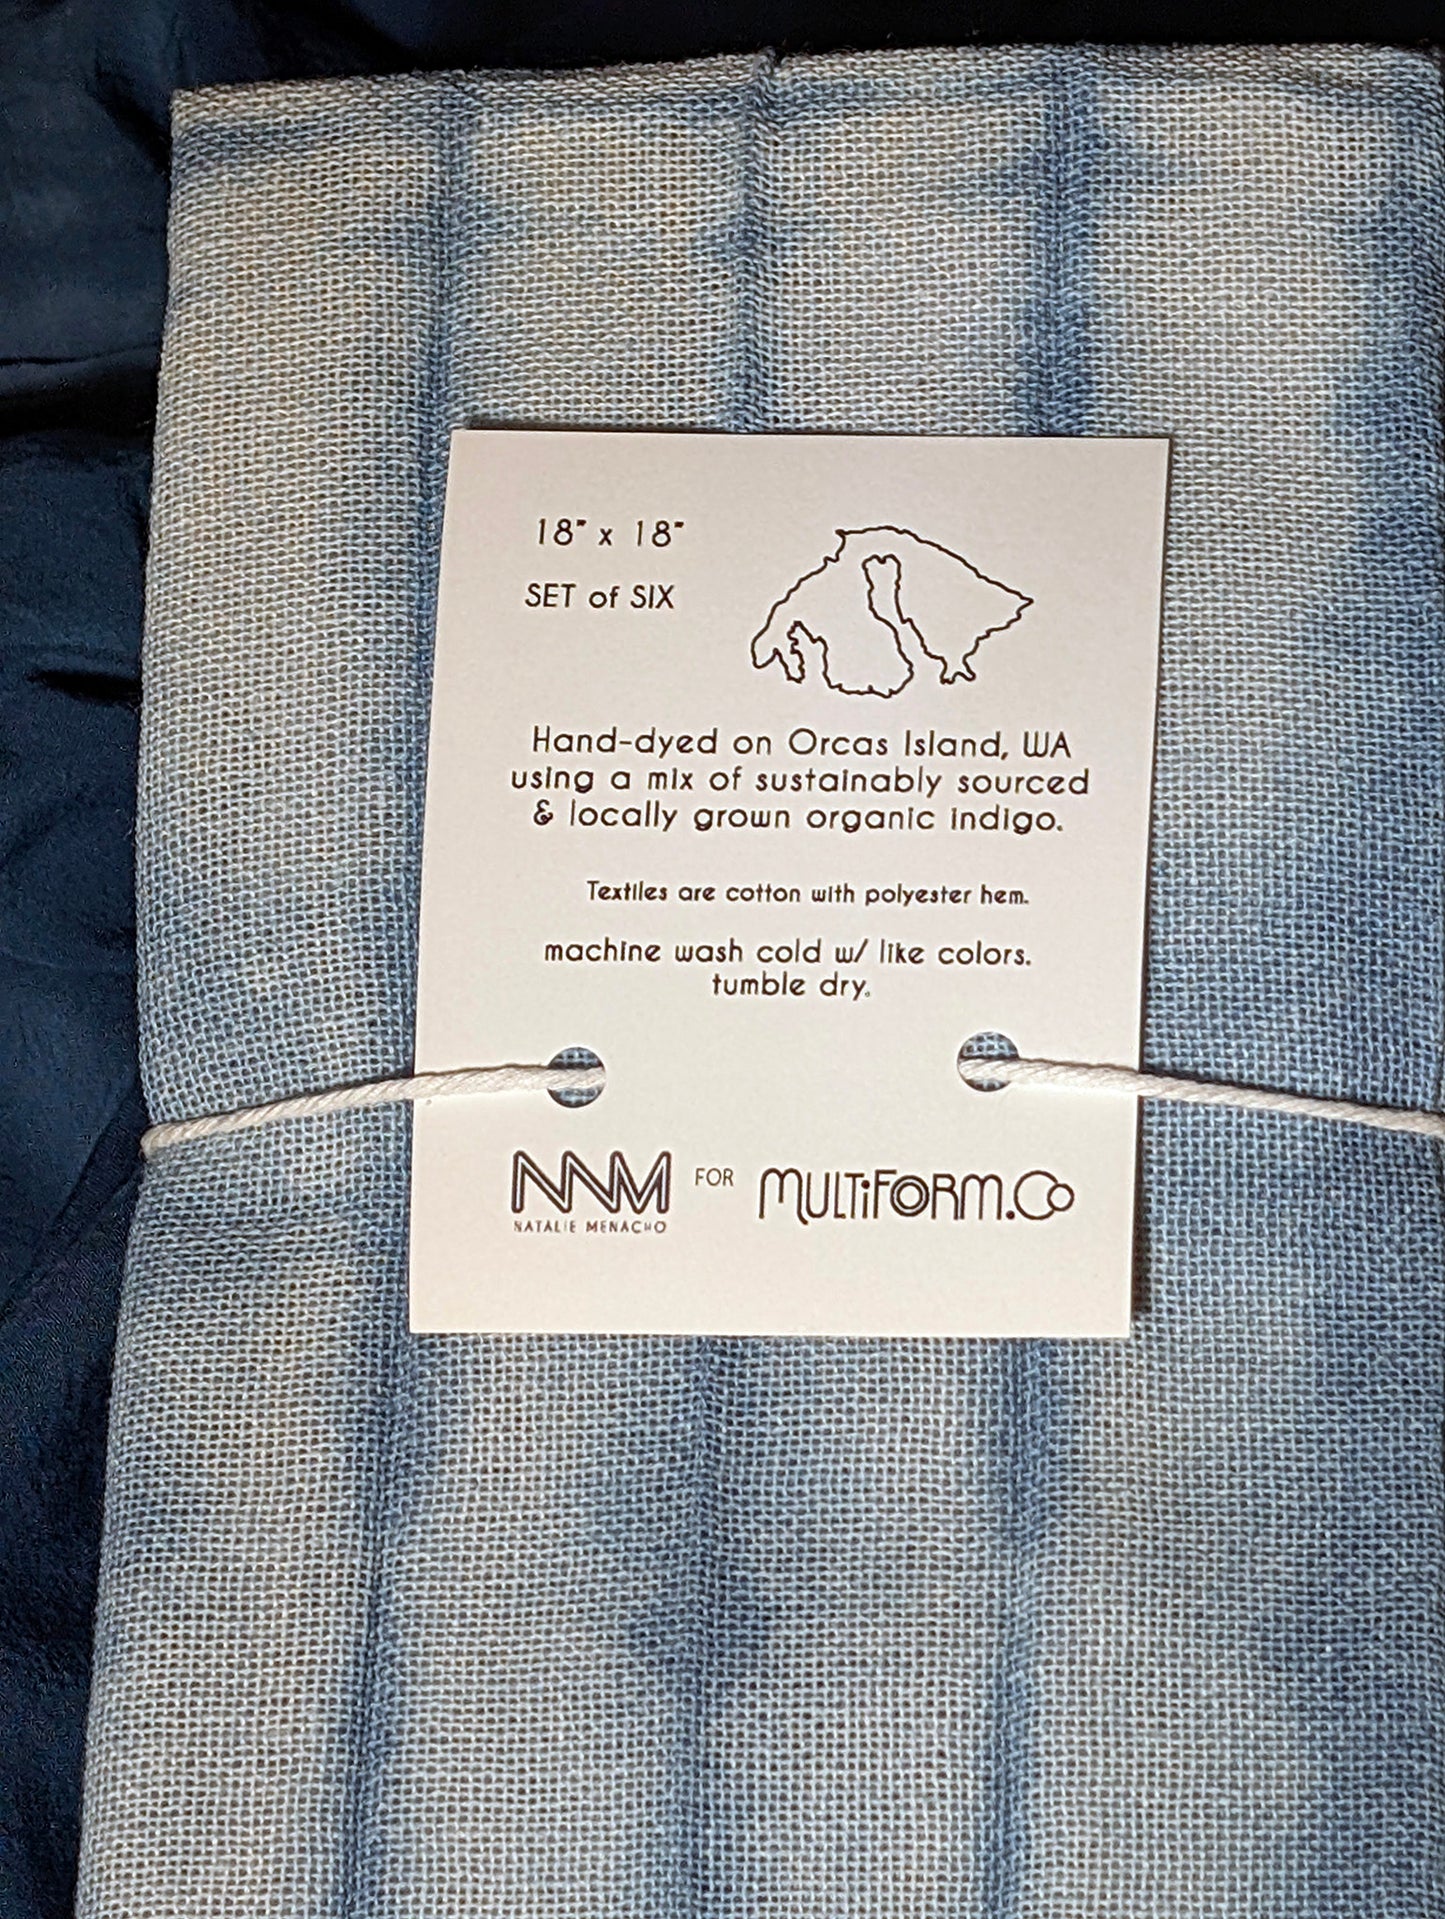 18" x 18"
SET of SIX
Hand-dyed on Orcas Island, WA
using a mix of sustainably sourced
& locally grown organic indigo.
Textiles are cotton with polyester hem.
machine wash cold w/ like colors.
tumble dry.
NNM FOR MULTiFORM.Co
NATALIE MENACHO